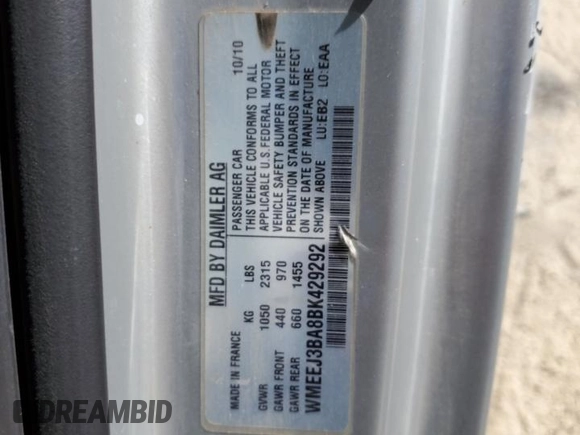 MFD BY DAIMLER AG
MADE IN FRANCE
PASSENGER CAR 10/10
KG LBS
GVWR 1050 2315
GAWR FRONT 440 970
GAWR REAR 660 1455
THIS VEHICLE CONFORMS TO ALL
APPLICABLE U.S. FEDERAL MOTOR
VEHICLE SAFETY BUMPER AND THEFT
PREVENTION STANDARDS IN EFFECT
ON THE DATE OF MANUFACTURE
SHOWN ABOVE LU:EB2 LO:EAA
WMEEJ3BA8BK429292
IDREAMBID